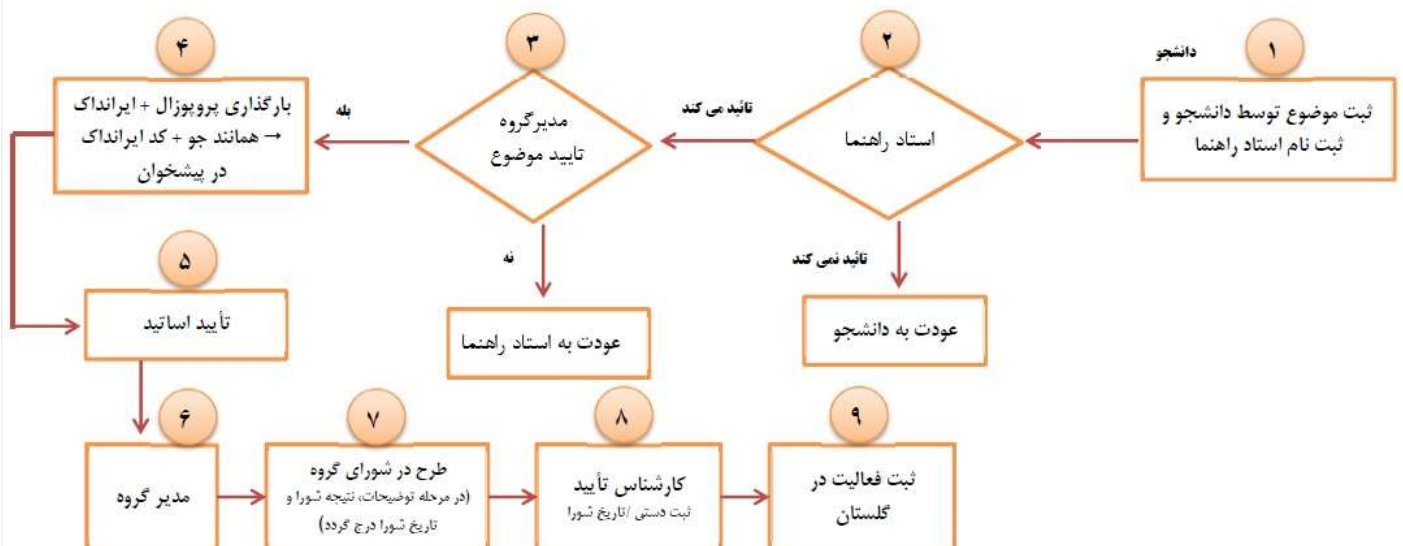 ۱
دانشجو
ثبت موضوع توسط دانشجو و
ثبت نام استاد راهنما
۲
استاد راهنما
تائید می کند
تائید نمی کند
عودت به دانشجو
۳
مدیرگروه
تایید موضوع
بله
نه
عودت به استاد راهنما
۴
بارگذاری پروپوزال + ایرانداک
→ همانند جو + کد ایرانداک
در پیشخوان
۵
تأیید اساتید
۶
مدیر گروه
۷
طرح در شورای گروه
(در مرحله توضیحات، نتیجه شورا و
تاریخ شورا درج گردد)
۸
کارشناس تأیید
ثبت دستی /تاریخ شورا
۹
ثبت فعالیت در
گلستان